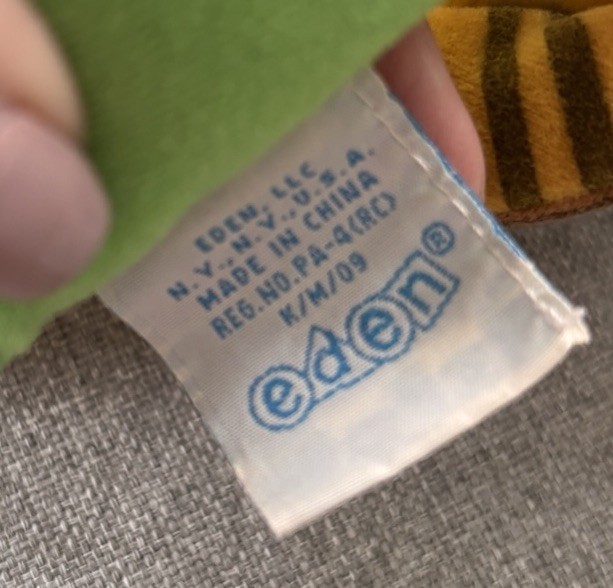 EDEN, LLC
N.Y., N.Y., U.S.A.
MADE IN CHINA
REG.NO.PA-4(RC)
K/M/09
eden®